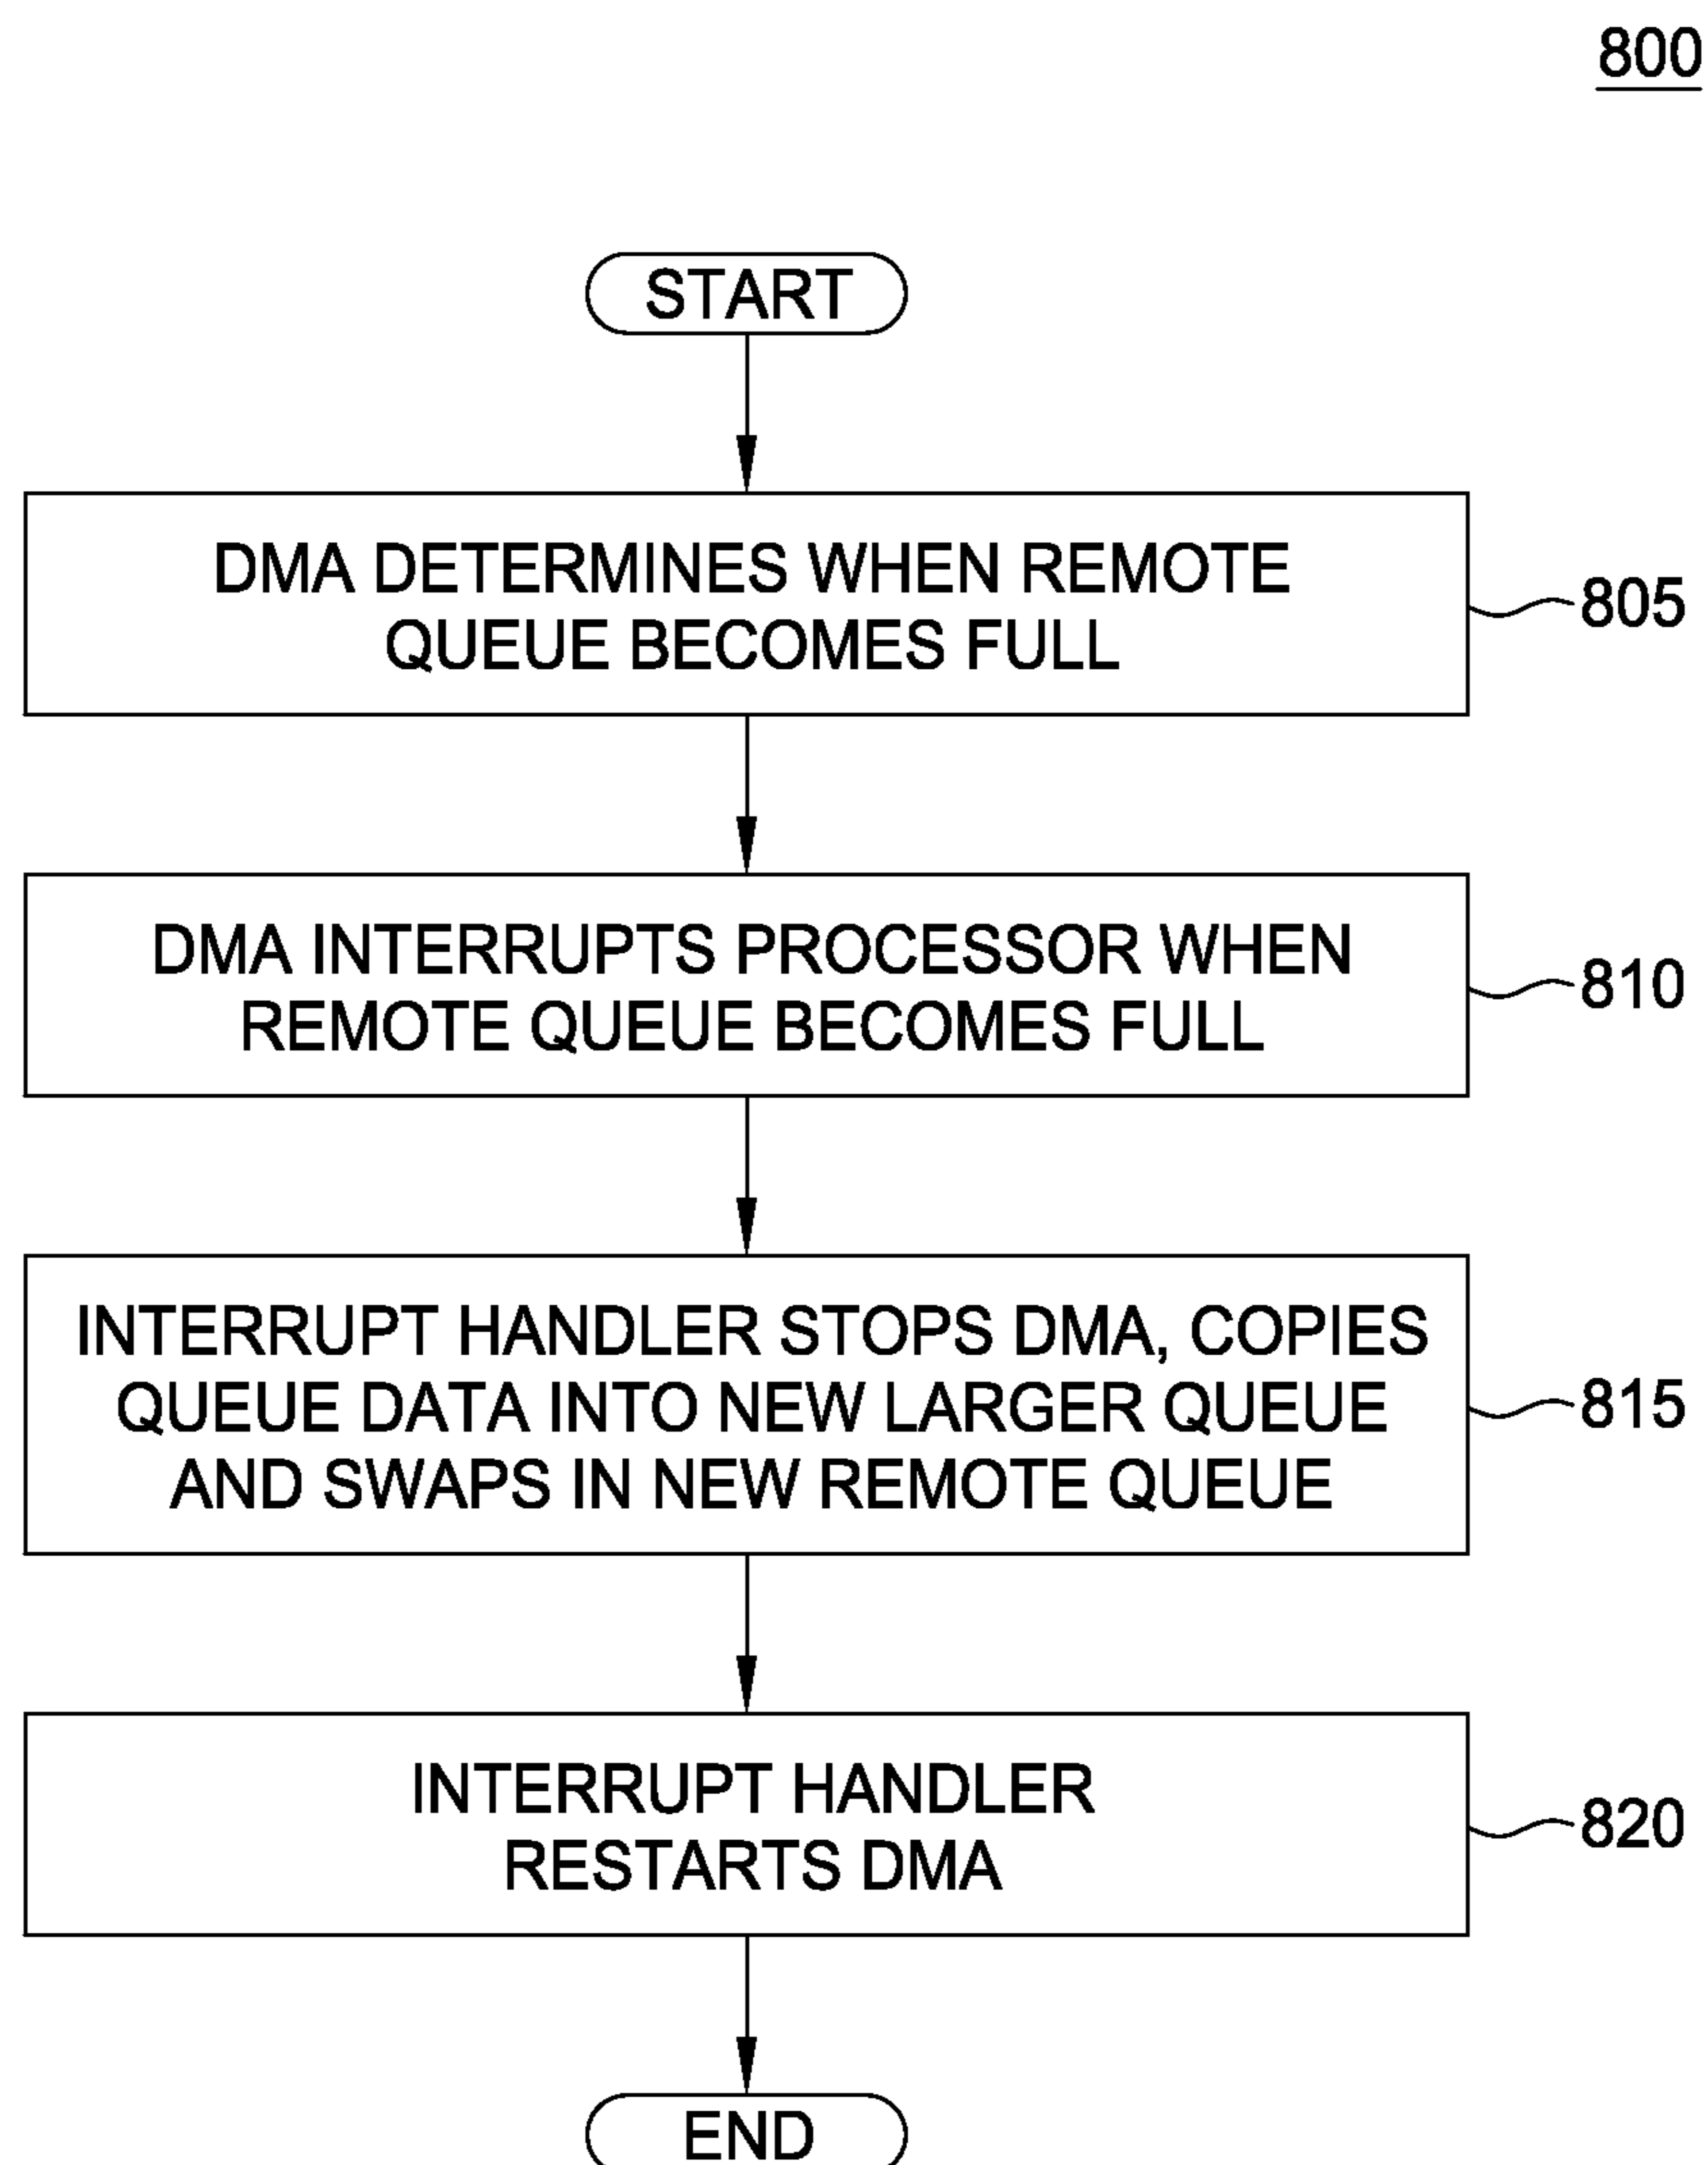 800
START
DMA DETERMINES WHEN REMOTE
QUEUE BECOMES FULL
805
DMA INTERRUPTS PROCESSOR WHEN
REMOTE QUEUE BECOMES FULL
810
INTERRUPT HANDLER STOPS DMA, COPIES
QUEUE DATA INTO NEW LARGER QUEUE
AND SWAPS IN NEW REMOTE QUEUE
815
INTERRUPT HANDLER
RESTARTS DMA
820
END